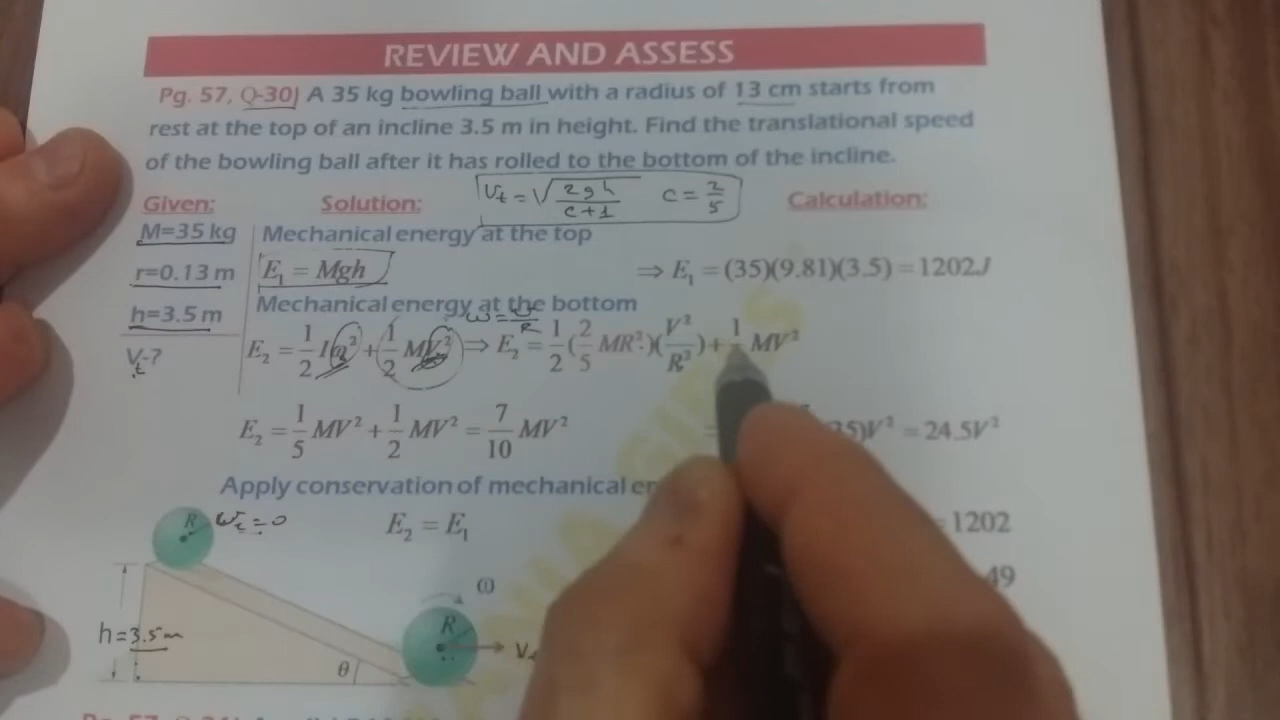 REVIEW AND ASSESS
Pg. 57, Q-30) A 35 kg bowling ball with a radius of 13 cm starts from
rest at the top of an incline 3.5 m in height. Find the translational speed
of the bowling ball after it has rolled to the bottom of the incline.
Given: Solution: Vt = √(2gh / c+1) c = 2/5 Calculation:
M=35 kg Mechanical energy at the top
r=0.13 m E₁ = Mgh ⇒ E₁ = (35)(9.81)(3.5) = 1202J
h=3.5 m Mechanical energy at the bottom
ω = v/R
Vt-? E₂ = 1/2 Iω² + 1/2 MV² ⇒ E₂ = 1/2 (2/5 MR²)(V²/R²) + 1/2 MV²
E₂ = 1/5 MV² + 1/2 MV² = 7/10 MV² 35)V² = 24.5V²
Apply conservation of mechanical
R ωi = 0 E₂ = E₁ = 1202
49
ω
R
h=3.5m
θ